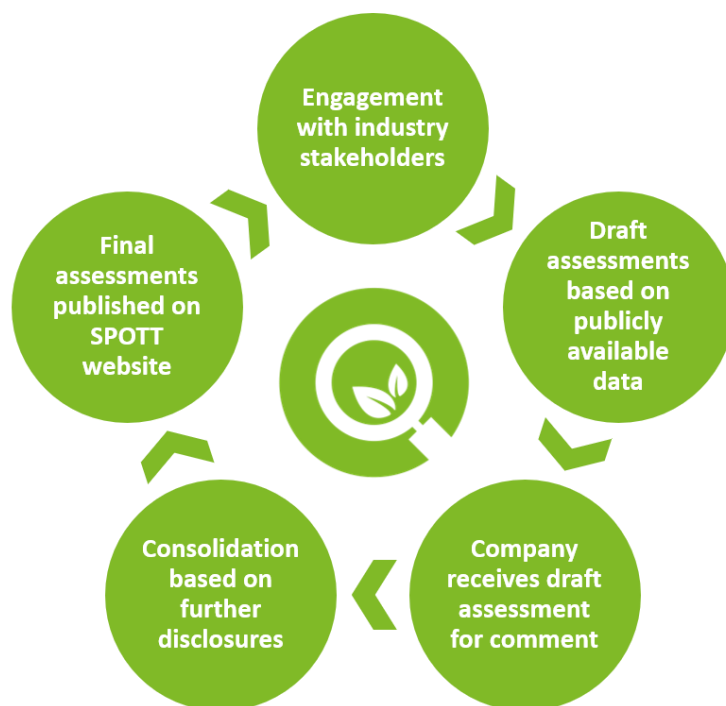 Engagement
with industry
stakeholders
Draft
assessments
based on
publicly
available
data
Company
receives draft
assessment
for comment
Consolidation
based on
further
disclosures
Final
assessments
published on
SPOTT
website